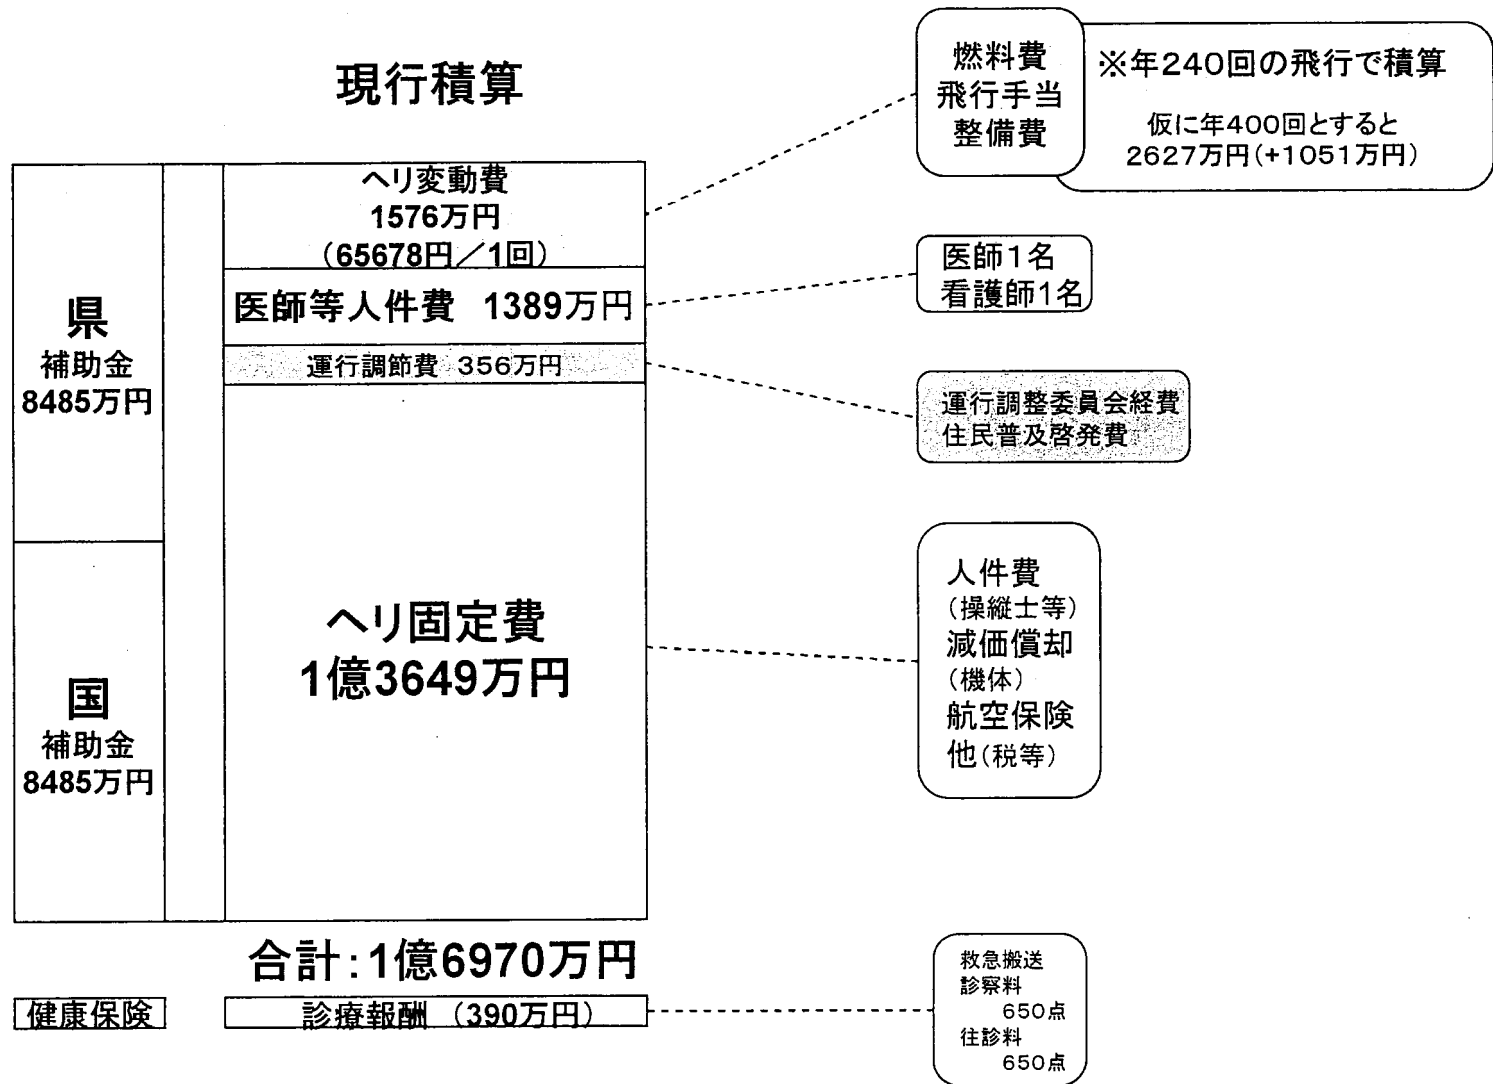 現行積算
燃料費
飛行手当
整備費
※年240回の飛行で積算
仮に年400回とすると
2627万円(+1051万円)
ヘリ変動費
1576万円
(65678円／1回)
医師等人件費 1389万円
運行調節費 356万円
県
補助金
8485万円
医師1名
看護師1名
運行調整委員会経費
住民普及啓発費
国
補助金
8485万円
ヘリ固定費
1億3649万円
人件費
(操縦士等)
減価償却
(機体)
航空保険
他(税等)
合計:1億6970万円
健康保険
診療報酬 (390万円)
救急搬送
診察料
650点
往診料
650点